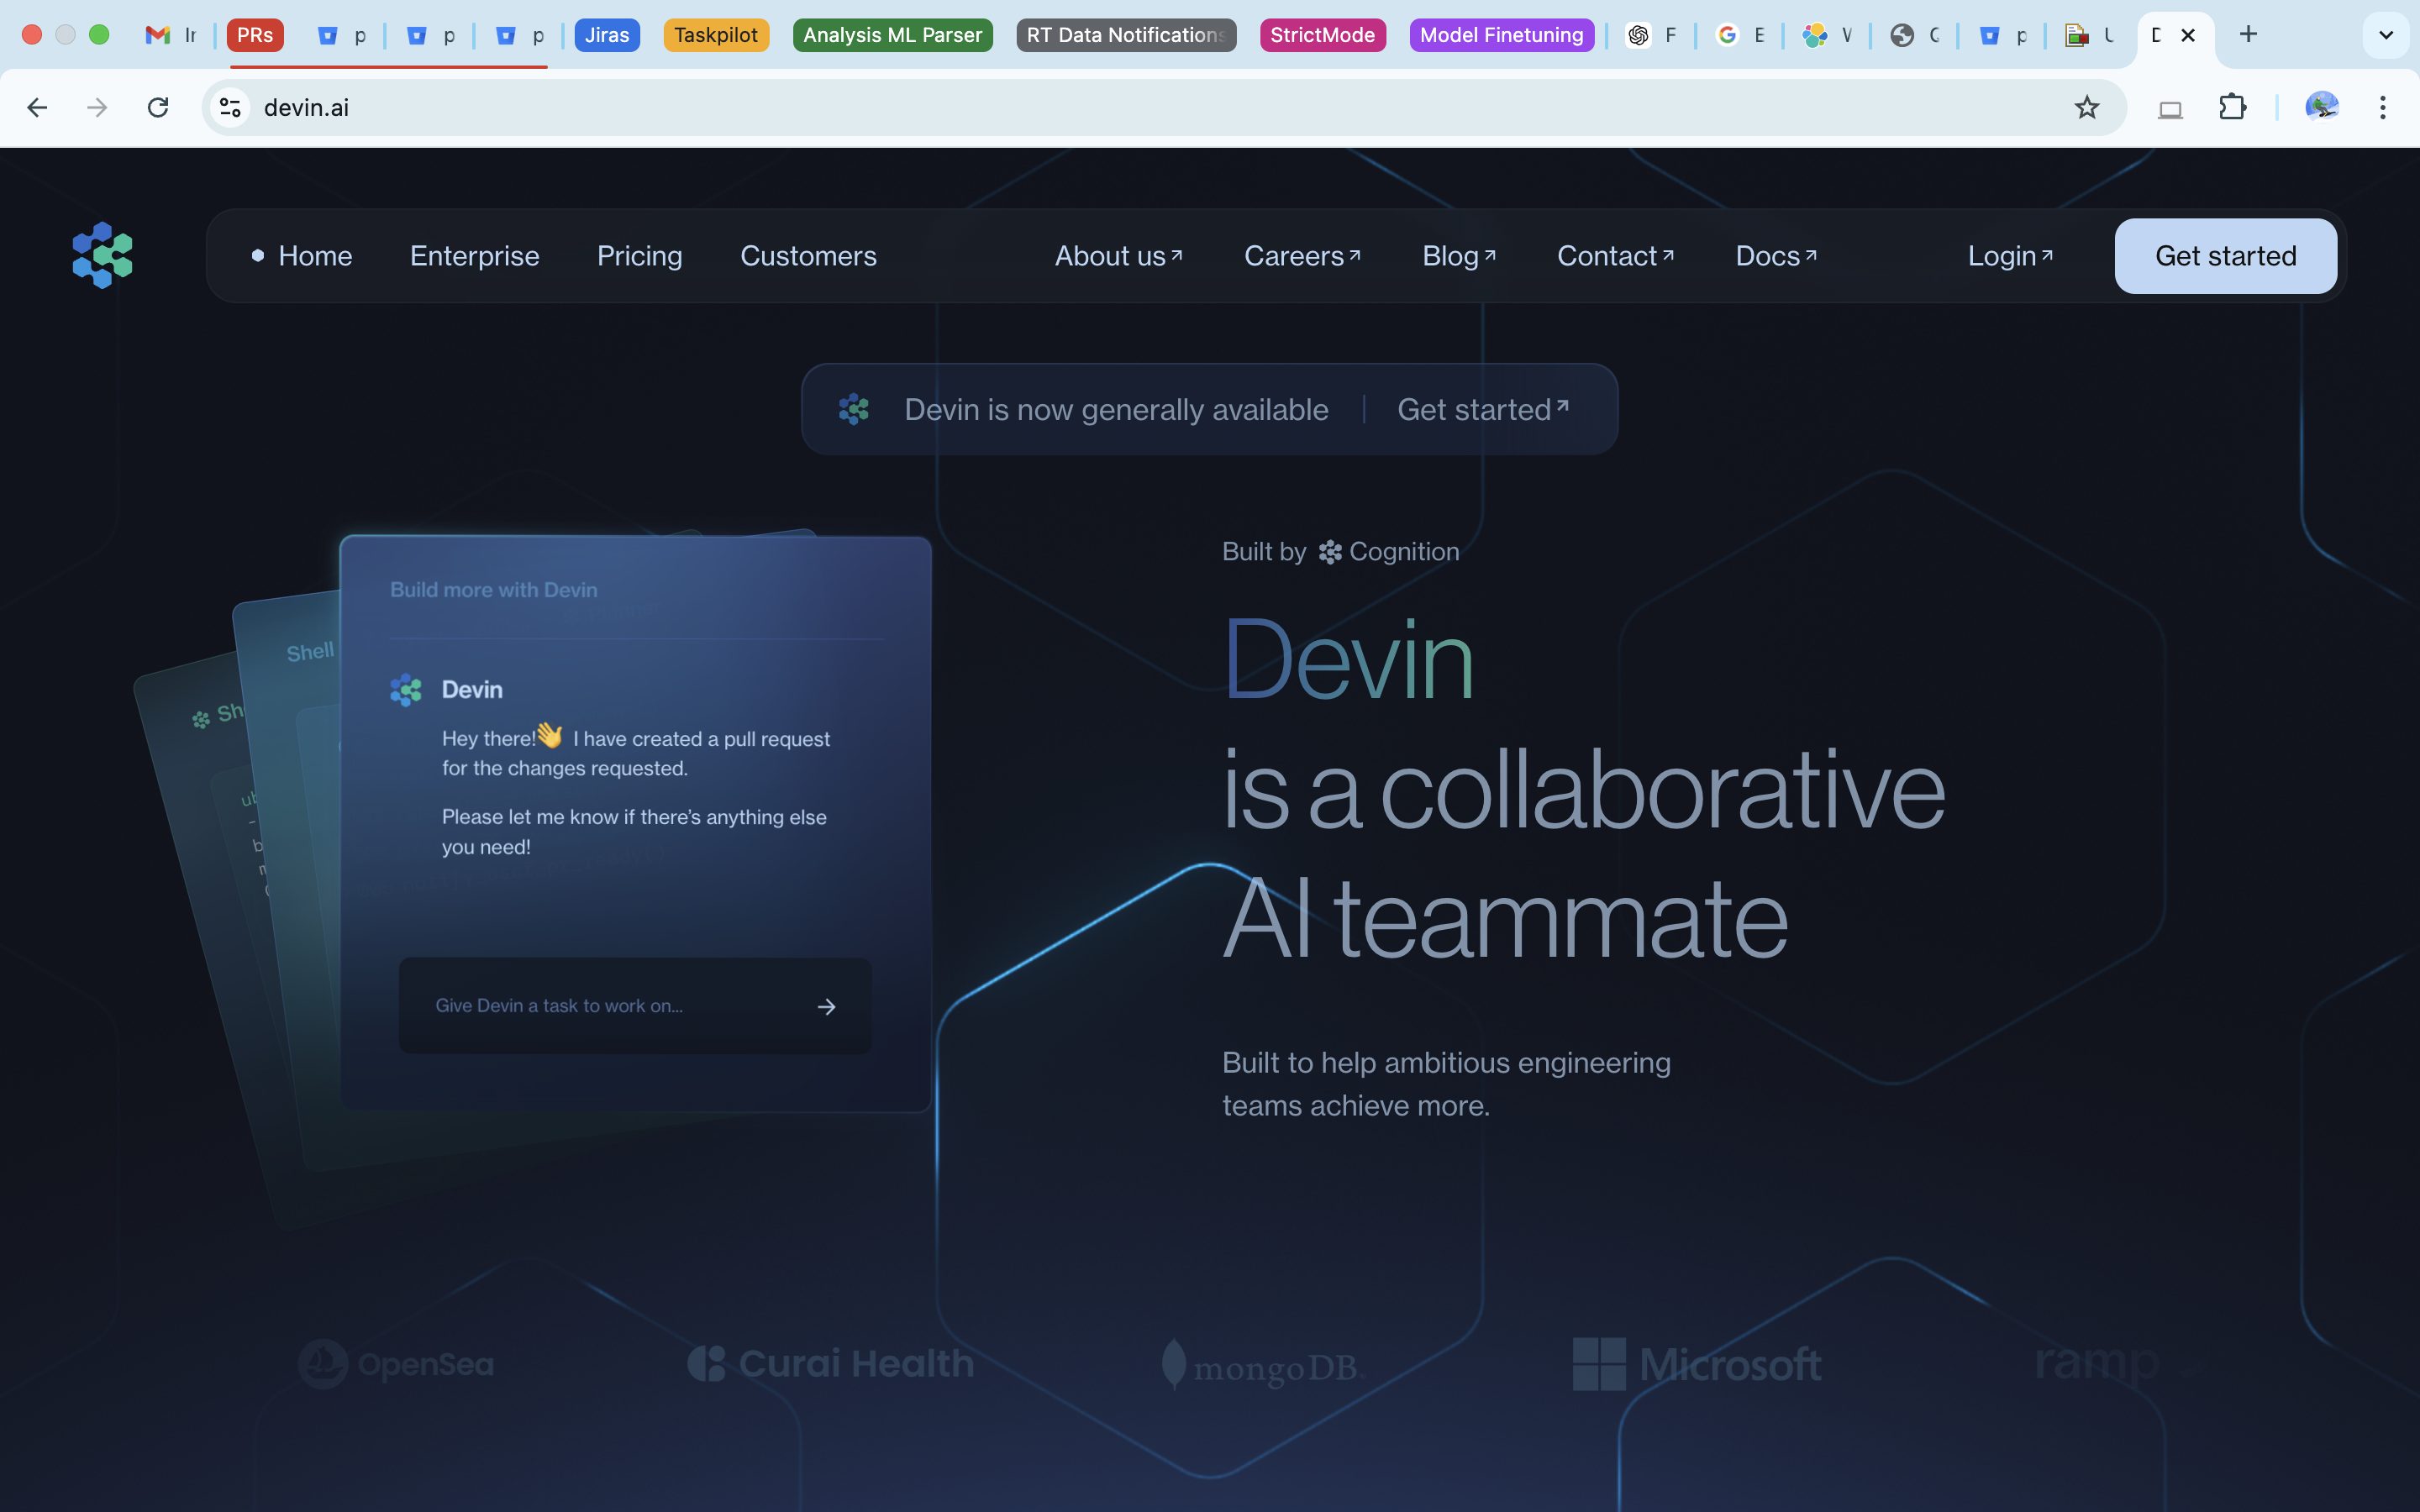 PRs
Jiras
Taskpilot
Analysis ML Parser
RT Data Notifications
StrictMode
Model Finetuning
devin.ai
Home
Enterprise
Pricing
Customers
About us
Careers
Blog
Contact
Docs
Login
Get started
Devin is now generally available
Get started
Build more with Devin
Shell
Devin
Hey there!👋 I have created a pull request
for the changes requested.
Please let me know if there's anything else
you need!
Give Devin a task to work on...
Built by Cognition
Devin
is a collaborative
AI teammate
Built to help ambitious engineering
teams achieve more.
OpenSea
Curai Health
mongoDB.
Microsoft
ramp